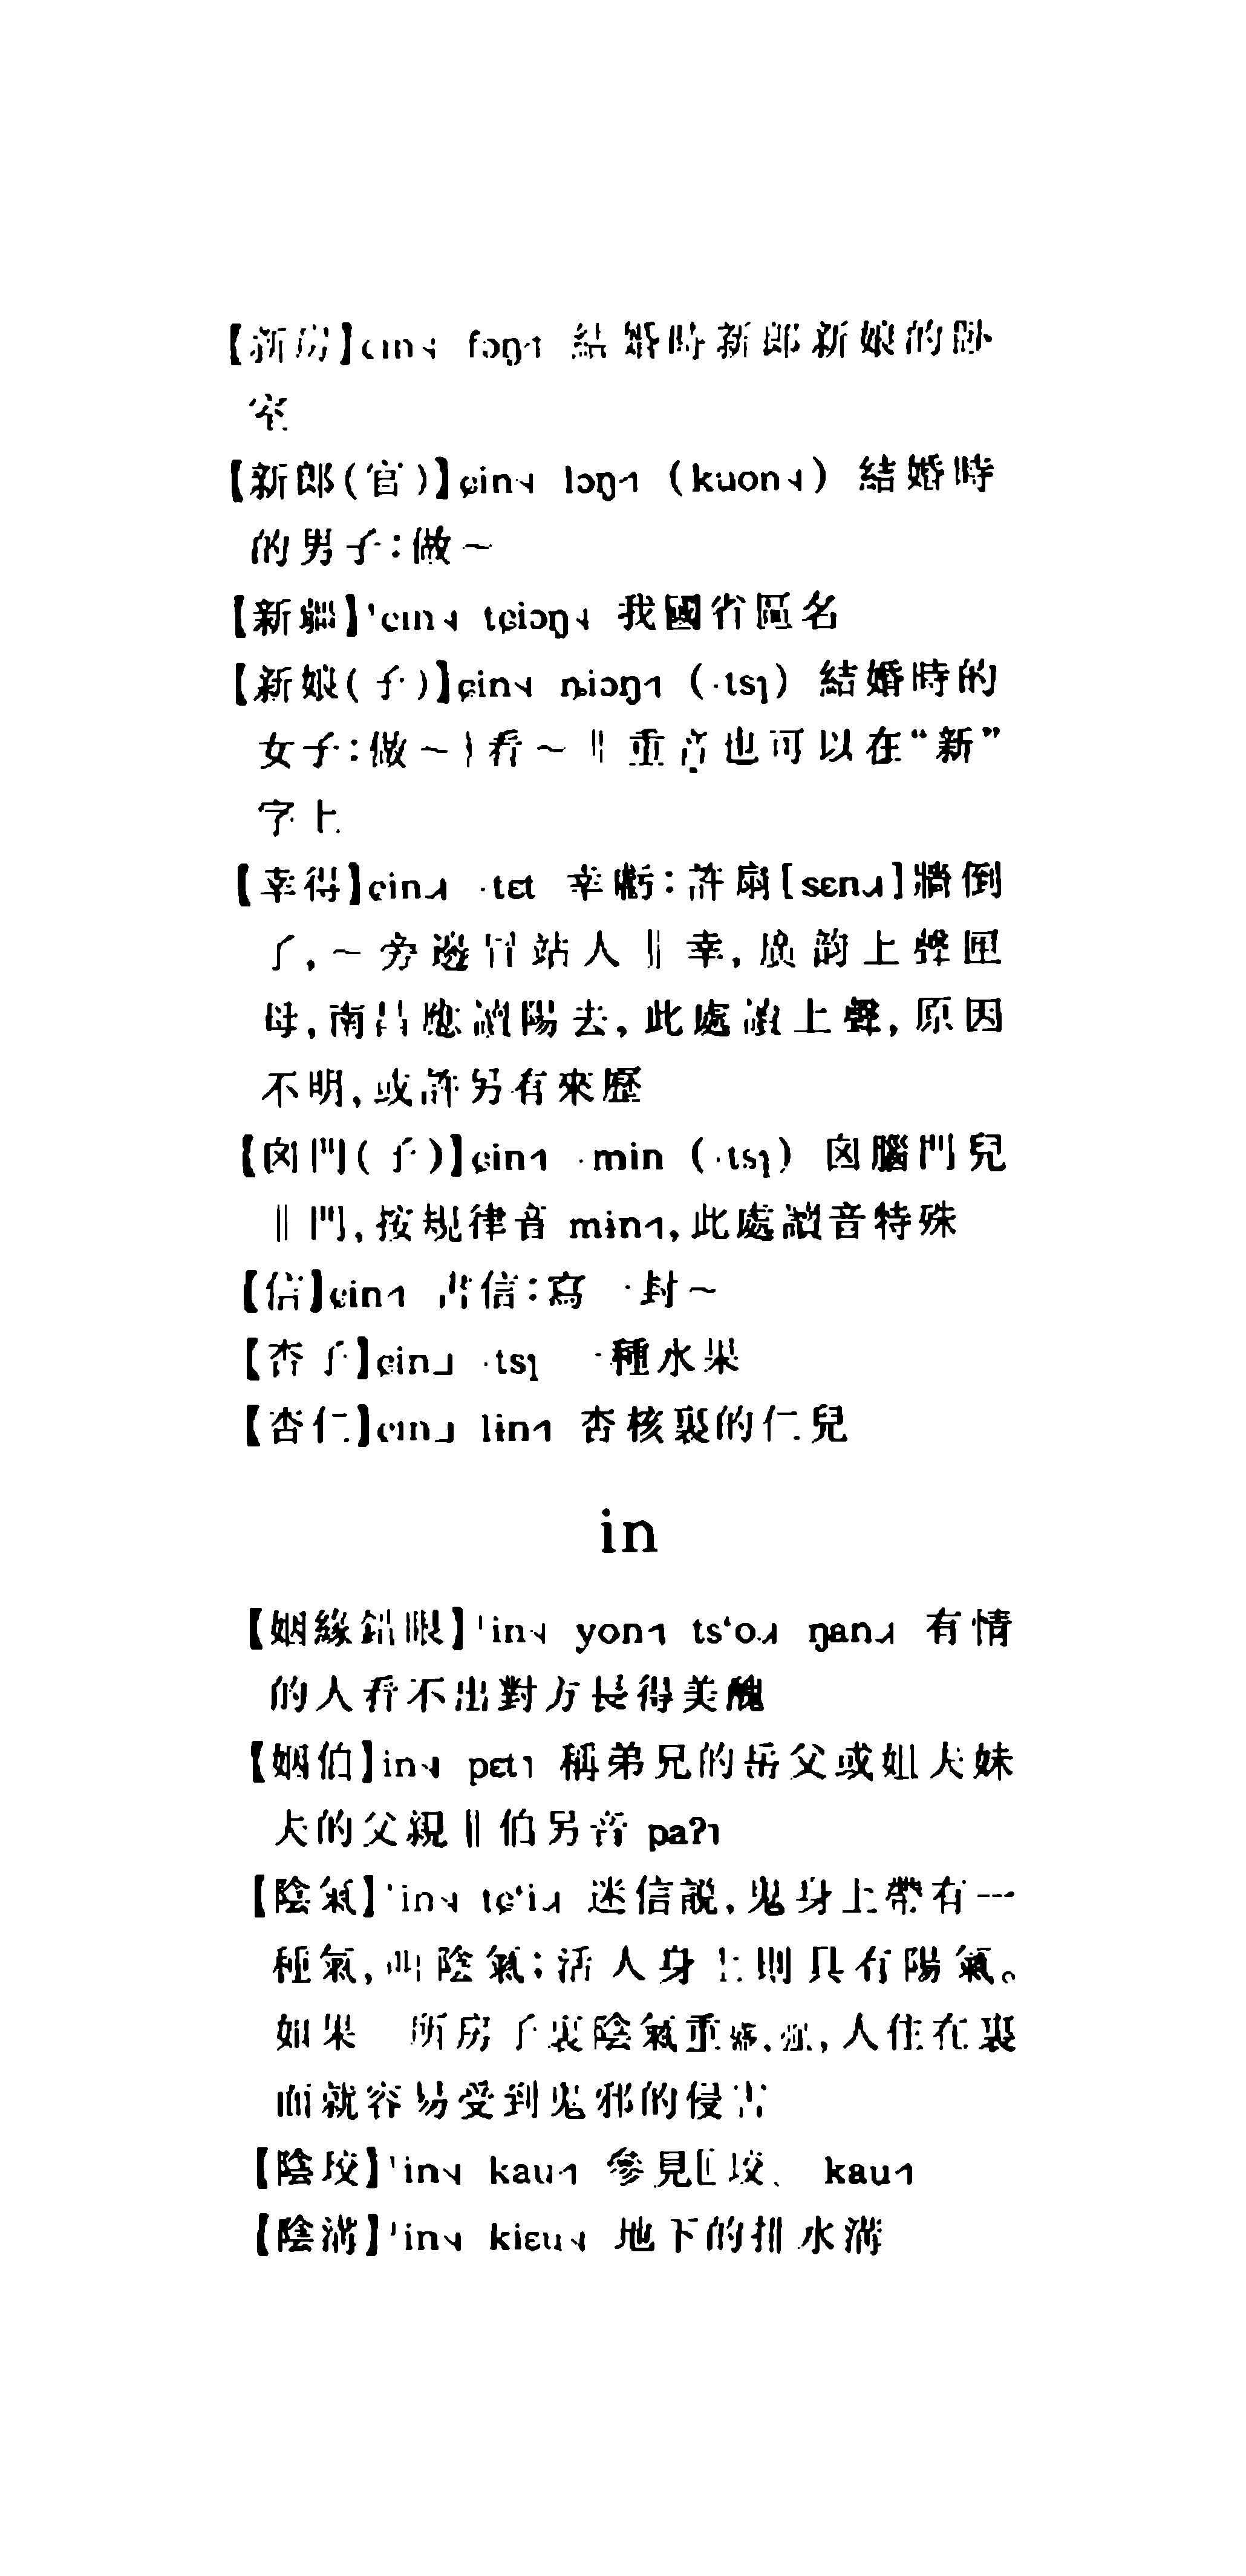 【新房】ɕin˨ fɔŋ˦ 結婚時新郎新娘的卧
室
【新郎(官)】ɕin˨ lɔŋ˦ (kuon˨) 結婚時
的男子:做～
【新疆】ˈɕin˨ tɕiɔŋ˨ 我國省區名
【新娘(子)】ɕin˨ ȵiɔŋ˦ (·tsɿ) 結婚時的
女子:做～|看～‖重音也可以在“新”
字上
【幸得】ɕin˩ ·tɛt 幸虧:許扇[sɛn˩]牆倒
了,～旁邊冇站人‖幸,廣韵上聲匣
母,南昌應讀陽去,此處讀上聲,原因
不明,或許另有來歷
【囟門(子)】ɕin˦ ·min (·tsɿ) 囟腦門兒
‖門,按規律音 mɨn˦,此處讀音特殊
【信】ɕin˦ 書信:寫一封～
【杏子】ɕin˩ ·tsɿ 一種水果
【杏仁】ɕin˩ lɨn˦ 杏核裏的仁兒
in
【姻緣錯眼】ˈin˨ yon˦ tsʻo˩ ŋan˩ 有情
的人看不出對方長得美醜
【姻伯】in˨ pɛt˥ 稱弟兄的岳父或姐夫妹
夫的父親‖伯另音 paʔ˥
【陰氣】ˈin˨ tɕʻi˩ 迷信説,鬼身上帶有一
種氣,叫陰氣;活人身上則具有陽氣。
如果一所房子裏陰氣重,人住在裏
面就容易受到鬼邪的侵害
【陰㘭】ˈin˨ kau˦ 參見 kau˦
【陰溝】ˈin˨ kiɛu˨ 地下的排水溝